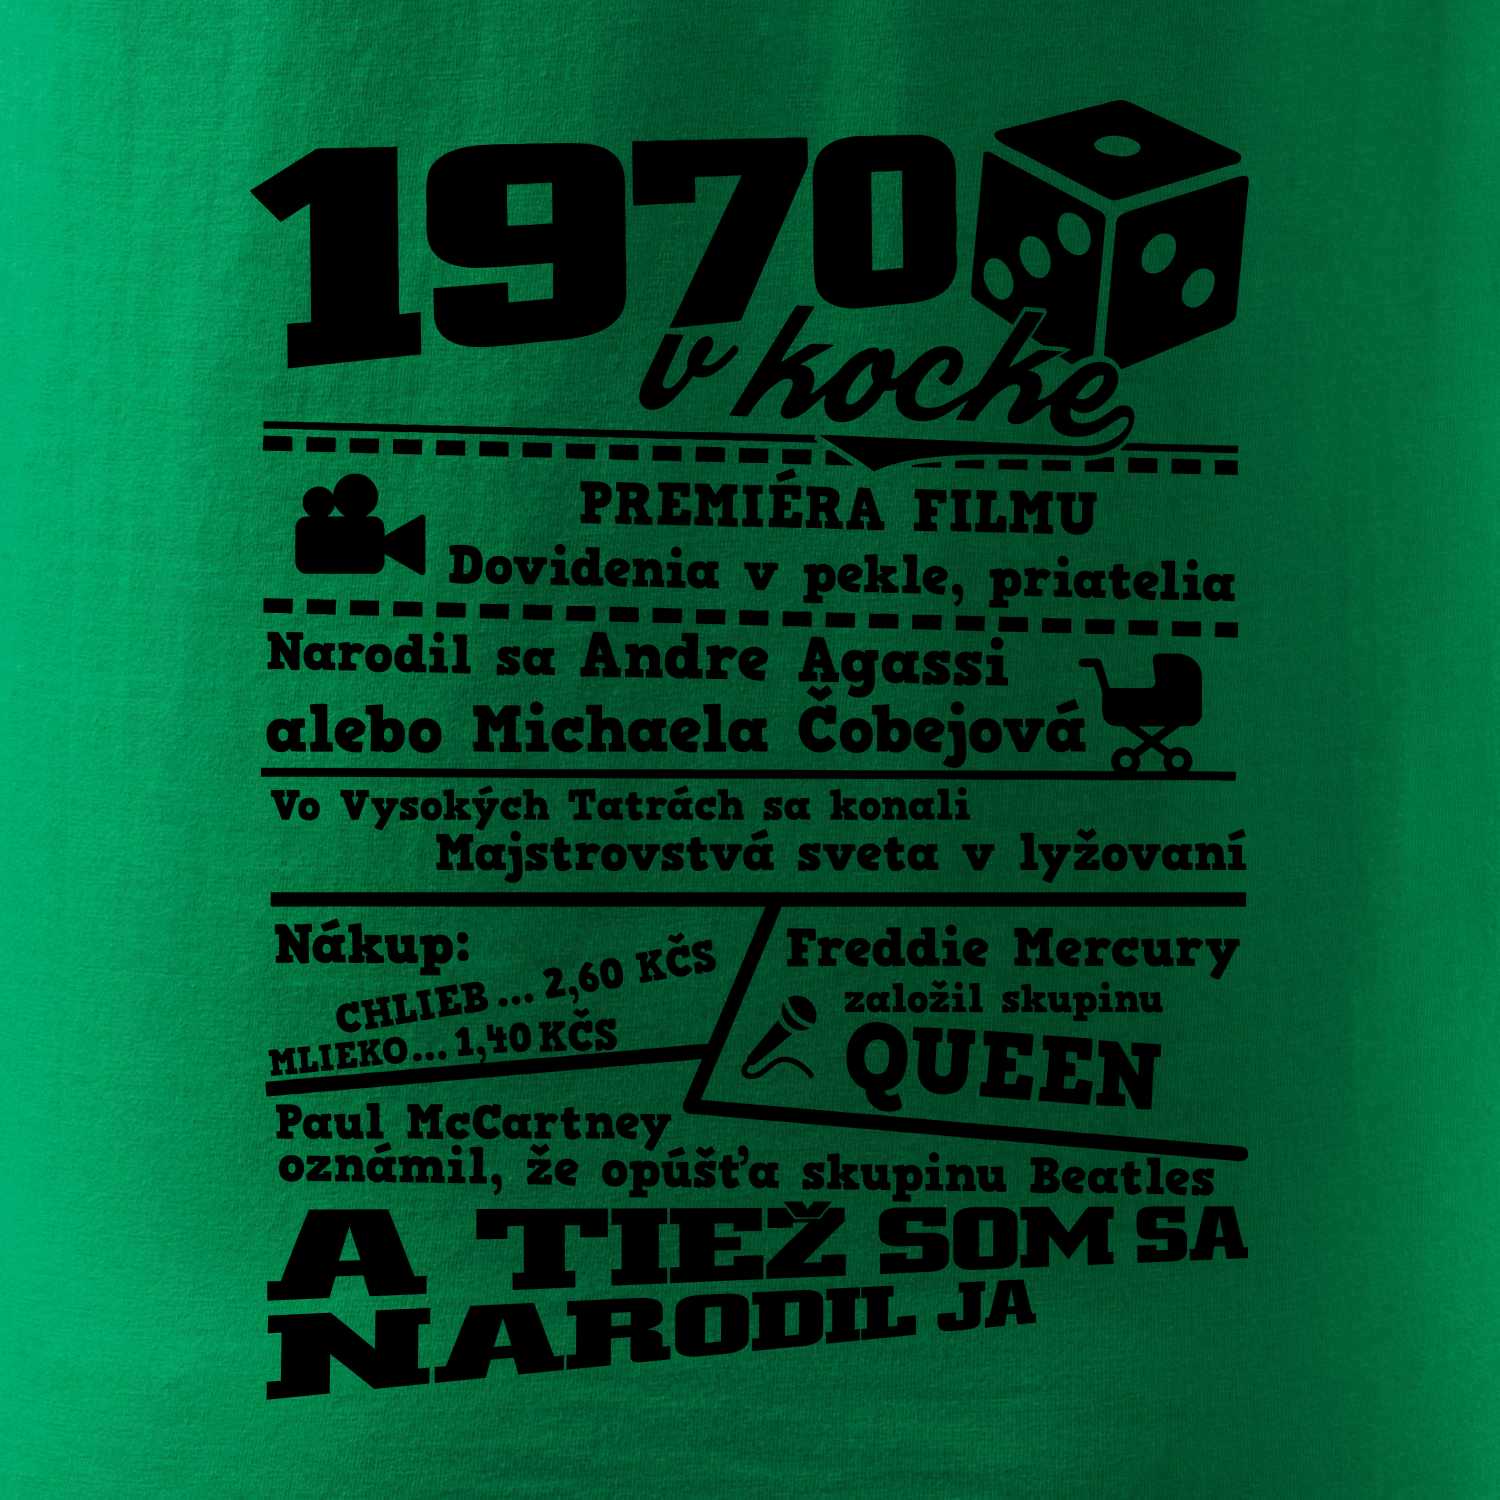 1970
v kocke
PREMIÉRA FILMU
Dovidenia v pekle, priatelia
Narodil sa Andre Agassi
alebo Michaela Čobejová
Vo Vysokých Tatrách sa konali
Majstrovstvá sveta v lyžovaní
Nákup:
CHLIEB ... 2,60 KČS
MLIEKO... 1,40 KČS
Freddie Mercury
založil skupinu
QUEEN
Paul McCartney
oznámil, že opúšťa skupinu Beatles
A TIEŽ SOM SA
NARODIL JA